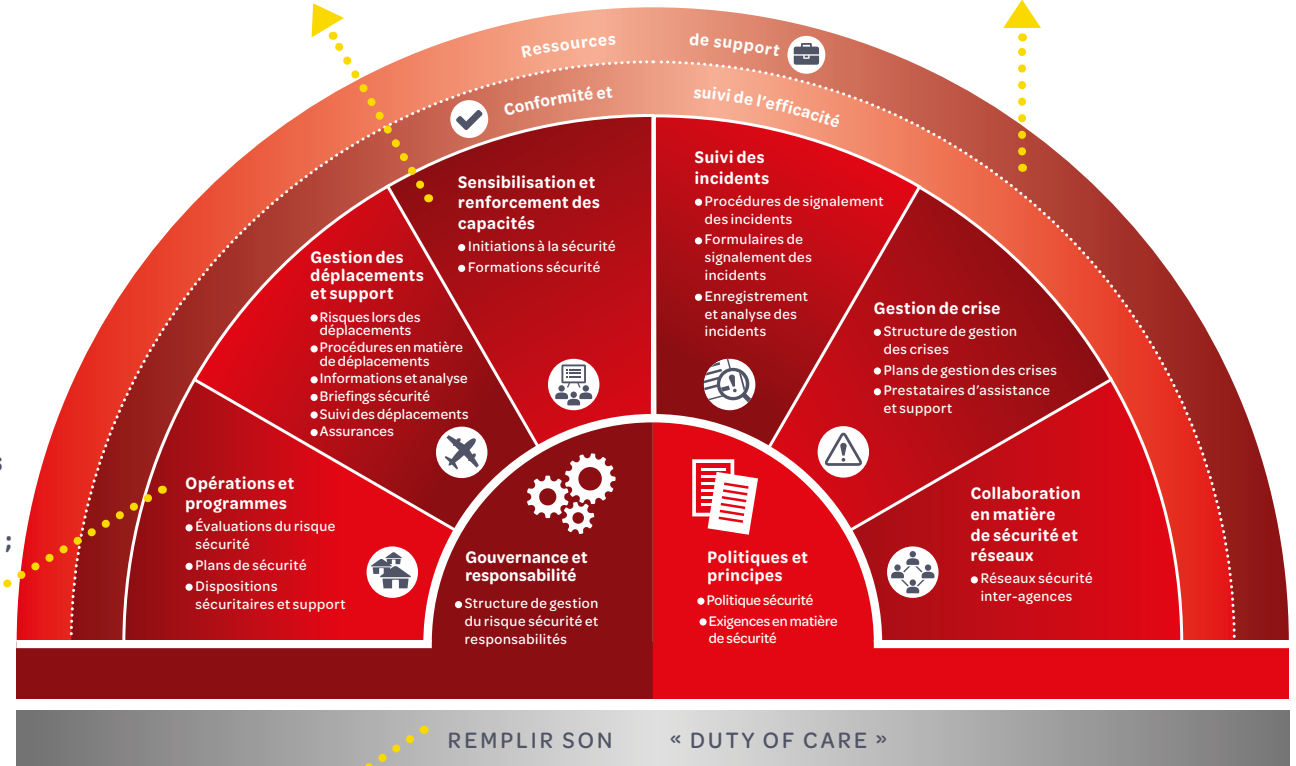 Ressources de support
Conformité et suivi de l'efficacité
Sensibilisation et
renforcement des
capacités
● Initiations à la sécurité
● Formations sécurité
Suivi des
incidents
● Procédures de signalement
des incidents
● Formulaires de
signalement des
incidents
● Enregistrement
et analyse des
incidents
Gestion des
déplacements
et support
● Risques lors des
déplacements
● Procédures en matière
de déplacements
● Informations et analyse
● Briefings sécurité
● Suivi des déplacements
● Assurances
Gestion de crise
● Structure de gestion
des crises
● Plans de gestion des crises
● Prestataires d'assistance
et support
s
;
Opérations et
programmes
● Évaluations du risque
sécurité
● Plans de sécurité
● Dispositions
sécuritaires et support
Collaboration
en matière
de sécurité et
réseaux
● Réseaux sécurité
inter-agences
Gouvernance et
responsabilité
● Structure de gestion
du risque sécurité et
responsabilités
Politiques et
principes
● Politique sécurité
● Exigences en matière
de sécurité
REMPLIR SON « DUTY OF CARE »